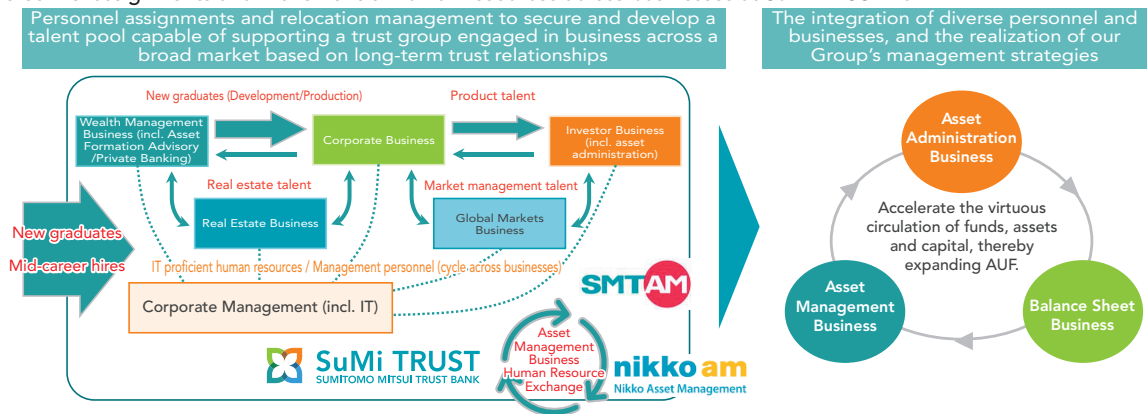 Personnel assignments and relocation management to secure and develop a
talent pool capable of supporting a trust group engaged in business across a
broad market based on long-term trust relationships
The integration of diverse personnel and
businesses, and the realization of our
Group's management strategies
New graduates (Development/Production)
Product talent
Wealth Management
Business (incl. Asset
Formation Advisory
/Private Banking)
Corporate Business
Investor Business
(incl. asset
administration)
Real estate talent
Market management talent
Real Estate Business
Global Markets
Business
New graduates
Mid-career hires
IT proficient human resources / Management personnel (cycle across businesses)
Corporate Management (incl. IT)
SMTAM
SuMi TRUST
SUMITOMO MITSUI TRUST BANK
Asset
Management
Business
Human Resource
Exchange
nikko am
Nikko Asset Management
Asset
Administration
Business
Accelerate the virtuous
circulation of funds, assets
and capital, thereby
expanding AUF.
Asset
Management
Business
Balance Sheet
Business